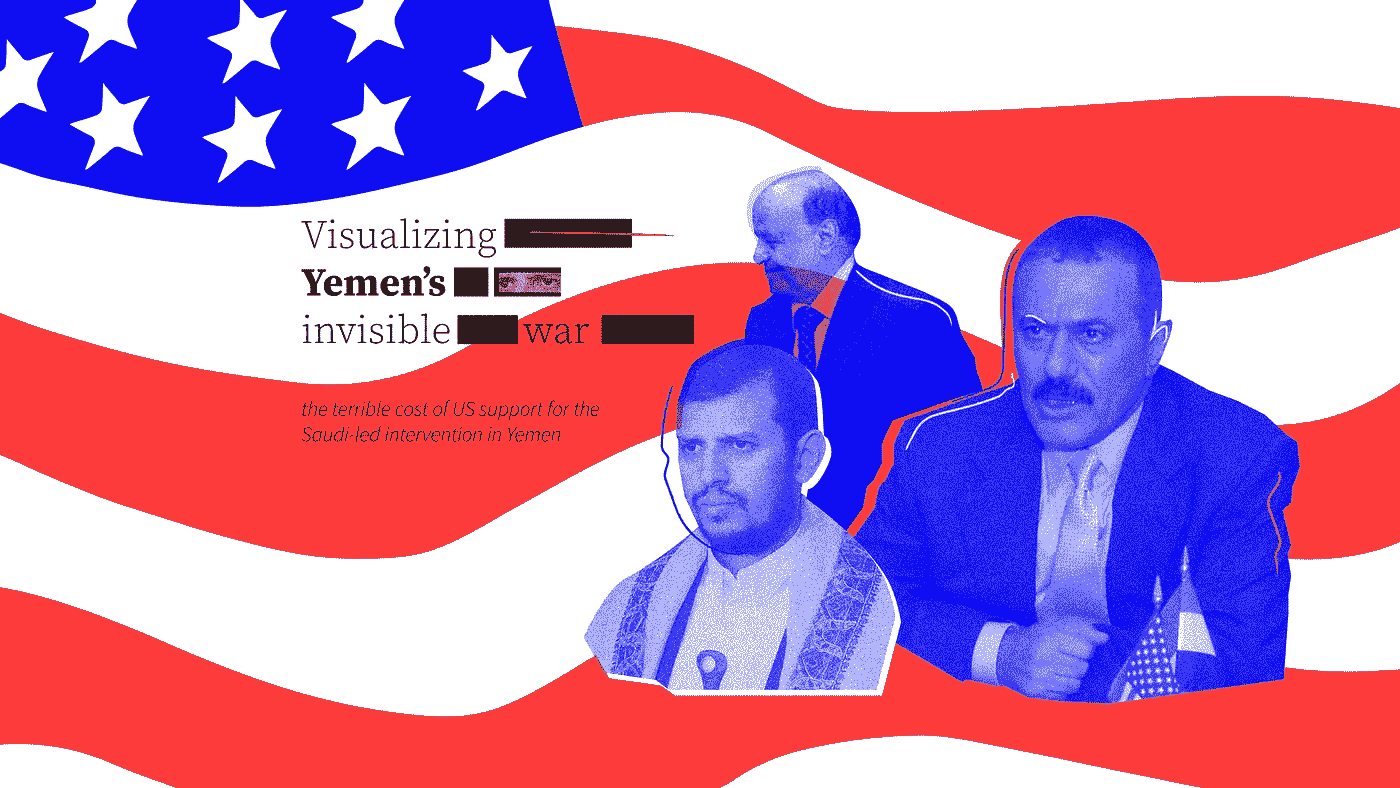 Visualizing
Yemen's
invisible war
the terrible cost of US support for the
Saudi-led intervention in Yemen